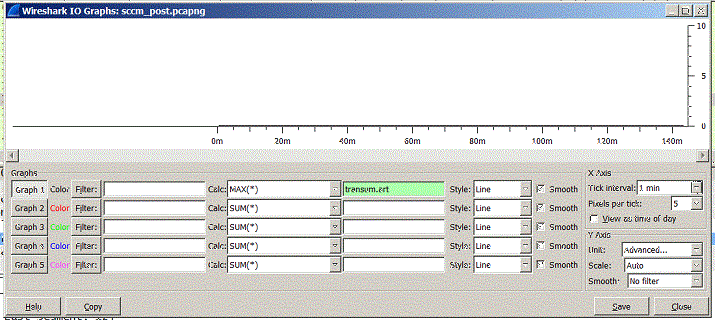 Wireshark IO Graphs: sccm_post.pcapng
10
5
0
0m 20m 40m 60m 80m 100m 120m 140m
Graphs
Graph 1 Color Filter: Calc: MAX(*) transum.art Style: Line Smooth
Graph 2 Color Filter: Calc: SUM(*) Style: Line Smooth
Graph 3 Color Filter: Calc: SUM(*) Style: Line Smooth
Graph 4 Color Filter: Calc: SUM(*) Style: Line Smooth
Graph 5 Color Filter: Calc: SUM(*) Style: Line Smooth
X Axis
Tick interval: 1 min
Pixels per tick: 5
View as time of day
Y Axis
Unit: Advanced...
Scale: Auto
Smooth: No filter
Help Copy Save Close